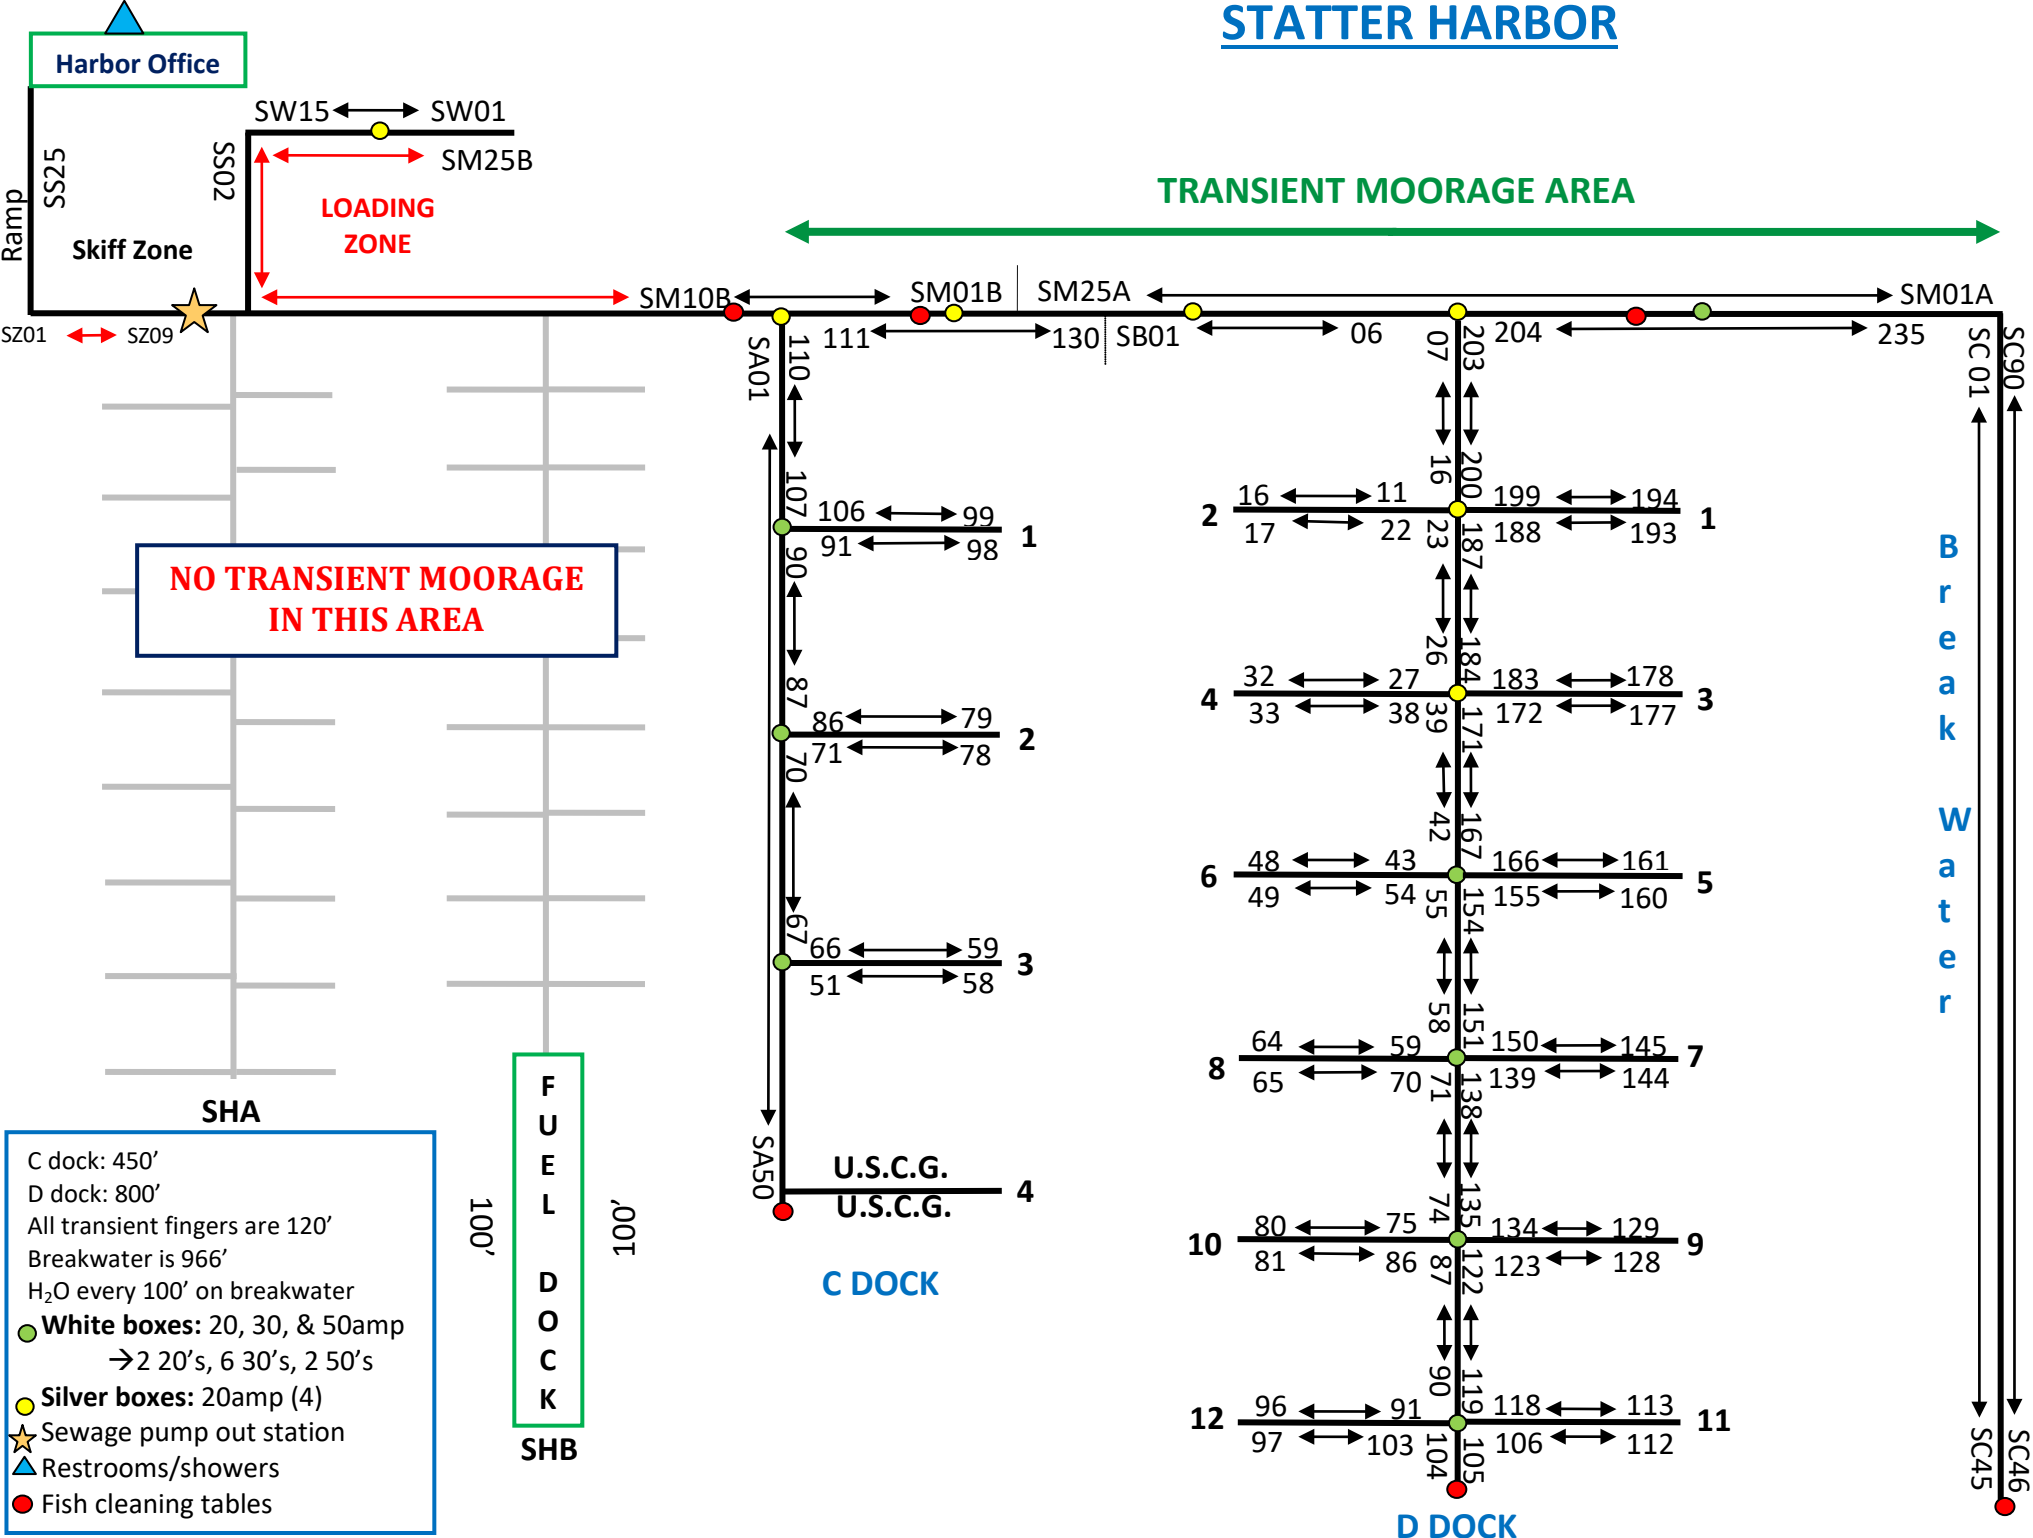 STATTER HARBOR
Harbor Office
SW15 SW01
SM25B
SS25
SS02
Ramp
LOADING
ZONE
Skiff Zone
TRANSIENT MOORAGE AREA
SM10B SM01B SM25A SM01A
SZ01 SZ09
111 130 SB01 06 204 235
SA01 110
07 203
SC 01 SC90
107
16 200
106 99
91 98 1
90
2 16 11 199 194 1
17 22 188 193
23 187
NO TRANSIENT MOORAGE
IN THIS AREA
87
26 184
86 79
71 78 2
70
4 32 27 183 178 3
33 38 172 177
39 171
42 167
6 48 43 166 161 5
49 54 155 160
55 154
67
66 59
51 58 3
58 151
8 64 59 150 145 7
65 70 139 144
71 138
SA50
U.S.C.G.
U.S.C.G. 4
74 135
10 80 75 134 129 9
81 86 123 128
87 122
C DOCK
90 119
12 96 91 118 113 11
97 103 106 112
104 105
D DOCK
SC45 SC46
Break Water
SHA
FUEL DOCK
100’ 100’
SHB
C dock: 450’
D dock: 800’
All transient fingers are 120’
Breakwater is 966’
H₂O every 100’ on breakwater
White boxes: 20, 30, & 50amp
→2 20’s, 6 30’s, 2 50’s
Silver boxes: 20amp (4)
Sewage pump out station
Restrooms/showers
Fish cleaning tables